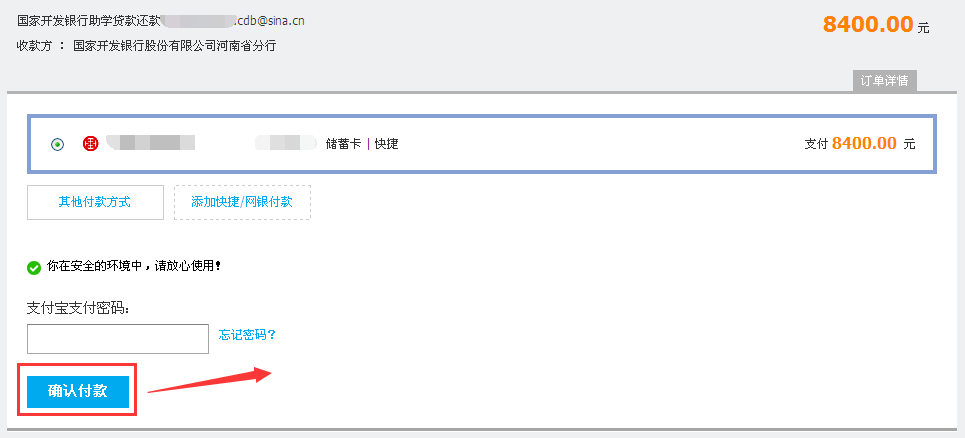 国家开发银行助学贷款还款 .cdb@sina.cn
8400.00 元
收款方 : 国家开发银行股份有限公司河南省分行
订单详情
储蓄卡 | 快捷 支付 8400.00 元
其他付款方式 添加快捷/网银付款
你在安全的环境中，请放心使用！
支付宝支付密码：
忘记密码?
确认付款